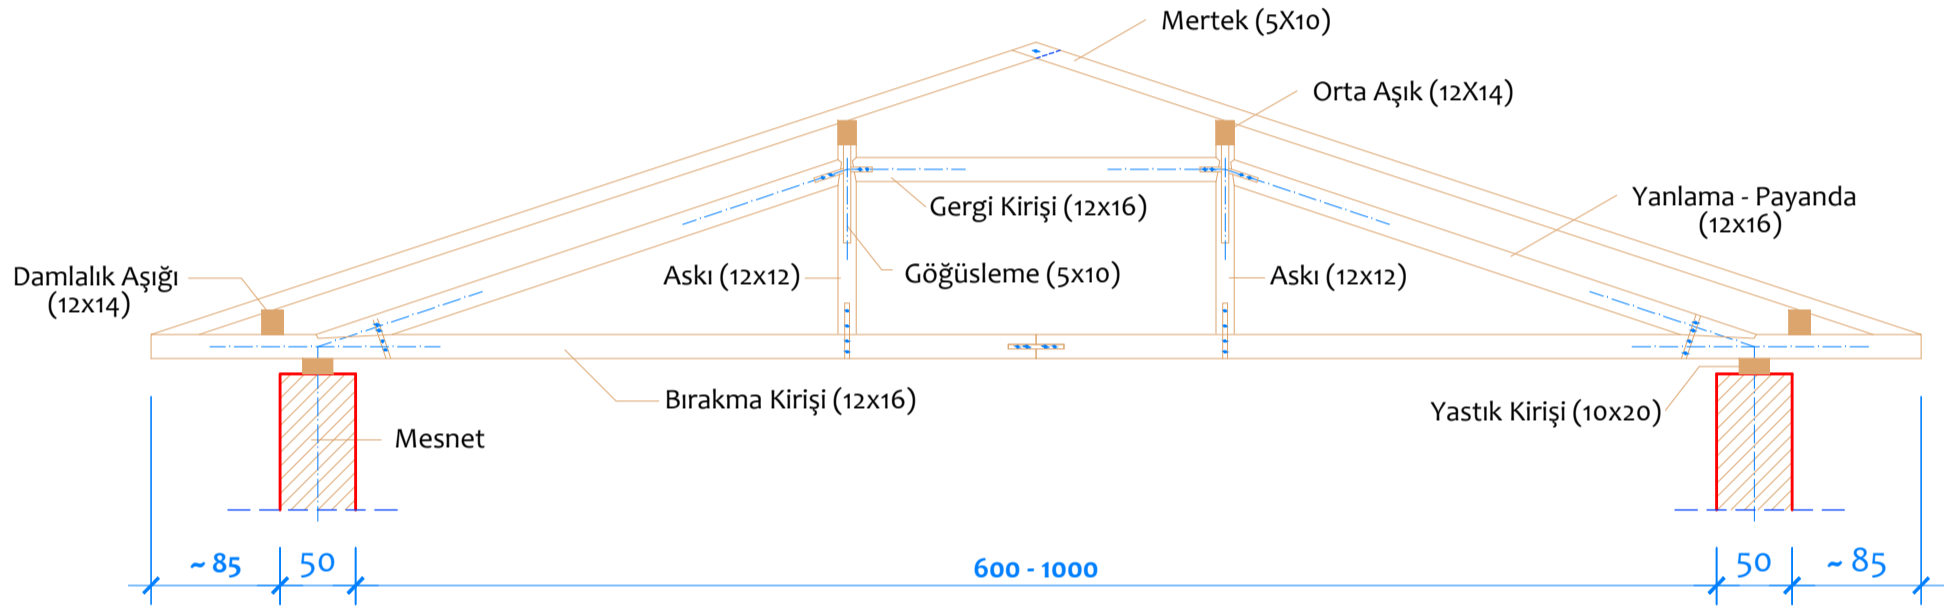 Mertek (5X10)
Orta Aşık (12X14)
Gergi Kirişi (12x16)
Yanlama - Payanda
(12x16)
Damlalık Aşığı
(12x14)
Askı (12x12)
Göğüsleme (5x10)
Askı (12x12)
Bırakma Kirişi (12x16)
Yastık Kirişi (10x20)
Mesnet
~ 85
50
600 - 1000
50
~ 85